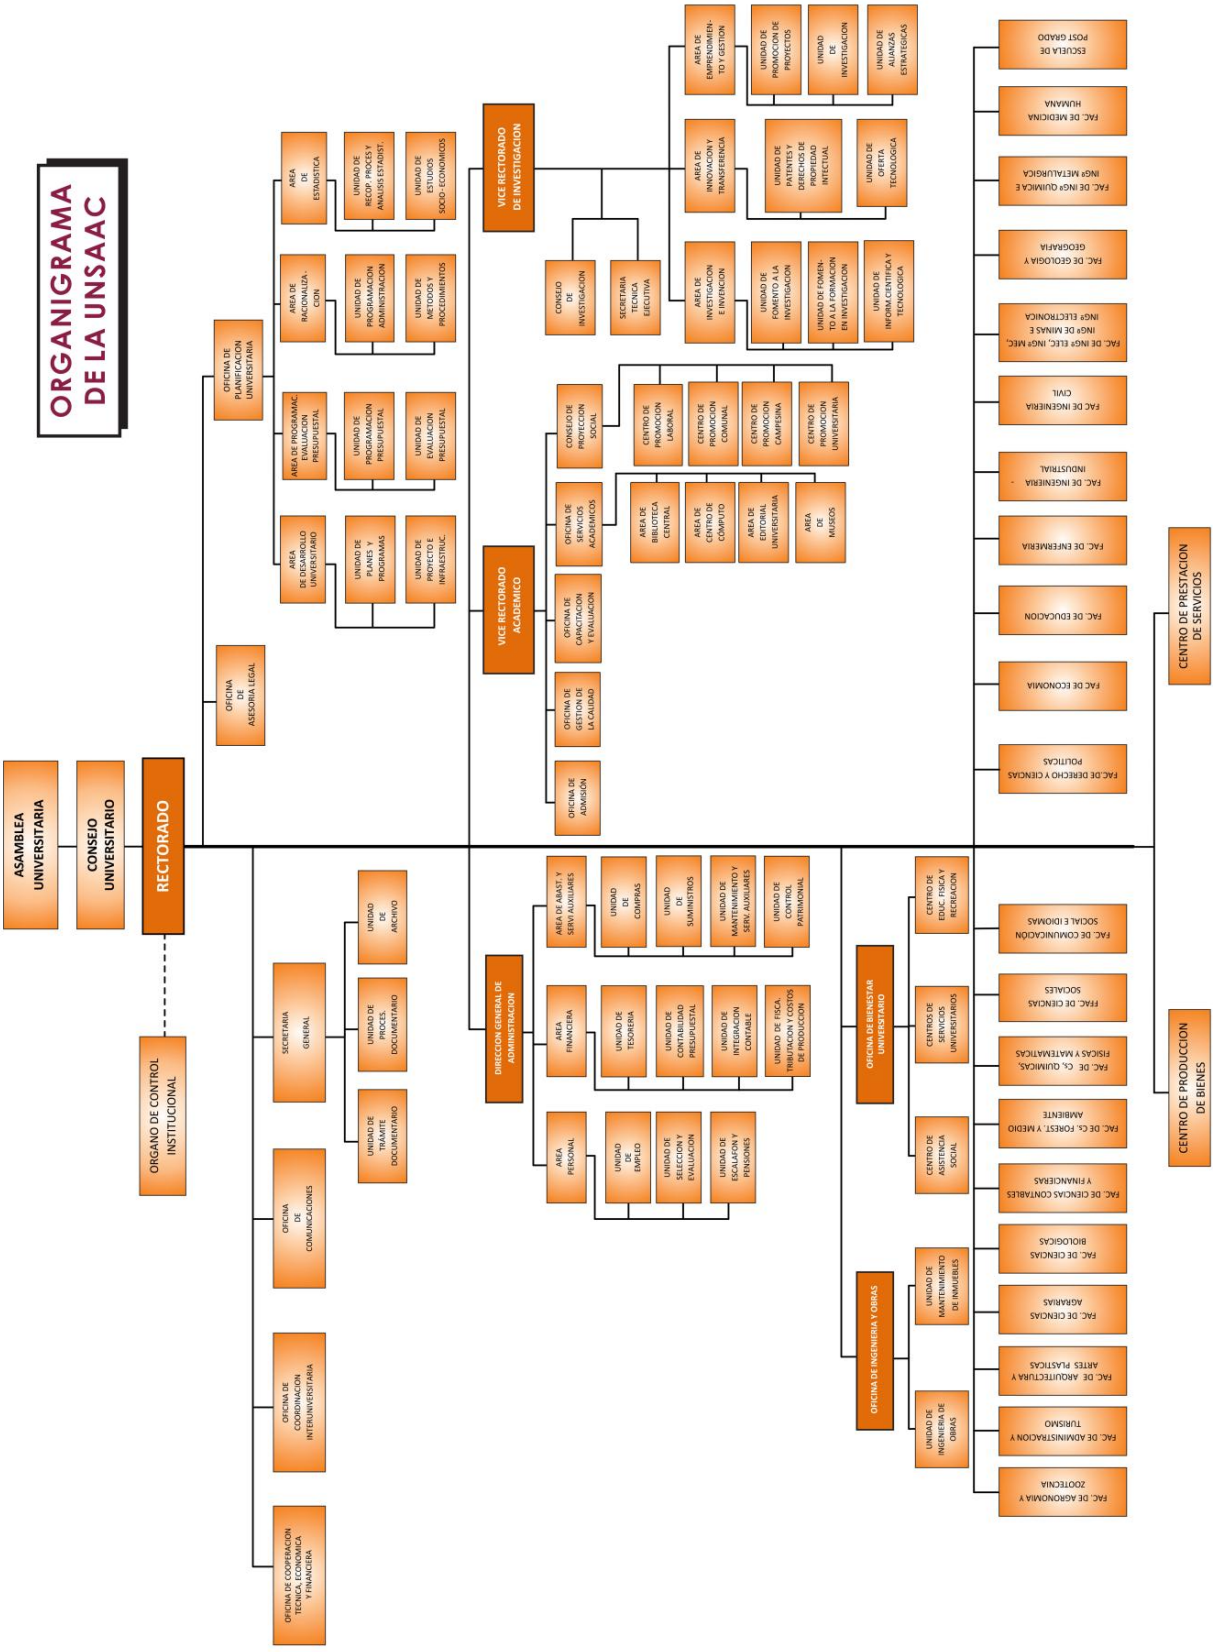 ORGANIGRAMA
DE LA UNSAAC
ASAMBLEA
UNIVERSITARIA
CONSEJO
UNIVERSITARIO
RECTORADO
ORGANO DE CONTROL
INSTITUCIONAL
OFICINA
DE
ASESORIA LEGAL
OFICINA DE
PLANIFICACION
UNIVERSITARIA
AREA
DE DESARROLLO
UNIVERSITARIO
UNIDAD DE
PLANES Y
PROGRAMAS
UNIDAD DE
PROYECTO E
INFRAESTRUC.
AREA DE PROGRAMAC.
EVALUACION
PRESUPUESTAL
UNIDAD DE
PROGRAMACION
PRESUPUESTAL
UNIDAD DE
EVALUACION
PRESUPUESTAL
AREA DE
RACIONALIZA -
CION
UNIDAD DE
PROGRAMACION
ADMINISTRACION
UNIDAD DE
METODOS Y
PROCEDIMIENTOS
AREA
DE
ESTADISTICA
UNIDAD DE
RECOP. PROCES Y
ANALISIS ESTADIST.
UNIDAD DE
ESTUDIOS
SOCIO - ECONOMICOS
OFICINA DE COOPERACION
TECNICA, ECONOMICA
Y FINANCIERA
OFICINA DE
COORDINACION
INTERUNIVERSITARIA
OFICINA
DE
COMUNICACIONES
SECRETARIA
GENERAL
UNIDAD DE
TRÁMITE
DOCUMENTARIO
UNIDAD DE
PROCES.
DOCUMENTARIO
UNIDAD
DE
ARCHIVO
DIRECCION GENERAL DE
ADMINISTRACION
AREA
PERSONAL
UNIDAD
DE
EMPLEO
UNIDAD DE
SELECCION Y
EVALUACION
UNIDAD DE
ESCALAFON Y
PENSIONES
AREA
FINANCIERA
UNIDAD DE
TESORERIA
UNIDAD DE
CONTABILIDAD
PRESUPUESTAL
UNIDAD DE
INTEGRACION
CONTABLE
UNIDAD DE FISCA.
TRIBUTACION Y COSTOS
DE PRODUCCION
AREA DE ABAST. Y
SERVI AUXILIARES
UNIDAD
DE
COMPRAS
UNIDAD
DE
SUMINISTROS
UNIDAD DE
MANTENIMIENTO Y
SERV. AUXILIARES
UNIDAD DE
CONTROL
PATRIMONIAL
VICE RECTORADO
ACADEMICO
OFICINA DE
ADMISIÓN
OFICINA DE
GESTION DE
LA CALIDAD
OFICINA DE
CAPACITACION
Y EVALUACION
OFICINA DE
SERVICIOS
ACADEMICOS
AREA DE
BIBLIOTECA
CENTRAL
AREA DE
CENTRO DE
CÓMPUTO
AREA DE
EDITORIAL
UNIVERSITARIA
AREA
DE
MUSEOS
CONSEJO DE
PROYECCION
SOCIAL
CENTRO DE
PROMOCION
LABORAL
CENTRO DE
PROMOCION
COMUNAL
CENTRO DE
PROMOCION
CAMPESINA
CENTRO DE
PROMOCION
UNIVERSITARIA
VICE RECTORADO
DE INVESTIGACION
CONSEJO
DE
INVESTIGACION
SECRETARIA
TECNICA
EJECUTIVA
AREA DE
INVESTIGACION
E INVENCION
UNIDAD DE
FOMENTO A LA
INVESTIGACION
UNIDAD DE FOMEN-
TO A LA FORMACION
EN INVESTIGACION
UNIDAD DE
INFORM.CIENTIFICA Y
TECNOLOGICA
AREA DE
INNOVACION Y
TRANSFERENCIA
UNIDAD DE
PATENTES Y
DERECHOS DE
PROPIEDAD
INTECTUAL
UNIDAD DE
OFERTA
TECNOLOGICA
AREA DE
EMPRENDIMIEN-
TO Y GESTION
UNIDAD DE
PROMOCION DE
PROYECTOS
UNIDAD
DE
INVESTIGACION
UNIDAD DE
ALIANZAS
ESTRATEGICAS
OFICINA DE INGENIERIA Y OBRAS
UNIDAD DE
INGENIERIA DE
OBRAS
UNIDAD DE
MANTENIMIENTO
DE INMUEBLES
OFICINA DE BIENESTAR
UNIVERSITARIO
CENTRO DE
ASISTENCIA
SOCIAL
CENTROS DE
SERVICIOS
UNIVERSITARIOS
CENTRO DE
EDUC. FISICA Y
RECREACION
FAC. DE AGRONOMIA Y
ZOOTECNIA
FAC. DE ADMINISTRACION Y
TURISMO
FAC. DE ARQUITECTURA Y
ARTES PLASTICAS
FAC. DE CIENCIAS
AGRARIAS
FAC. DE CIENCIAS
BIOLOGICAS
FAC. DE CIENCIAS CONTABLES
Y FINANCIERAS
FAC. DE cs. FOREST. Y MEDIO
AMBIENTE
FAC. DE Cs, QUIMICAS,
FISICAS Y MATEMATICAS
FFAC. DE CIENCIAS
SOCIALES
FAC. DE COMUNICACIÓN
SOCIAL E IDIOMAS
FAC.DE DERECHO Y CIENCIAS
POLITICAS
FAC DE ECONOMIA
FAC. DE EDUCACION
FAC. DE ENFERMERIA
FAC. DE INGENIERIA -
INDUSTRIAL
FAC DE INGENIERIA
CIVIL
FAC. DE INGº ELEC, INGº MEC,
INGº DE MINAS E
INGº ELECTRONICA
FAC. DE GEOLOGIA Y
GEOGRAFIA
FAC. DE INGº QUIMICA E
INGº METALURGICA
FAC. DE MEDICINA
HUMANA
ESCUELA DE
POST GRADO
CENTRO DE PRODUCCION
DE BIENES
CENTRO DE PRESTACION
DE SERVICIOS